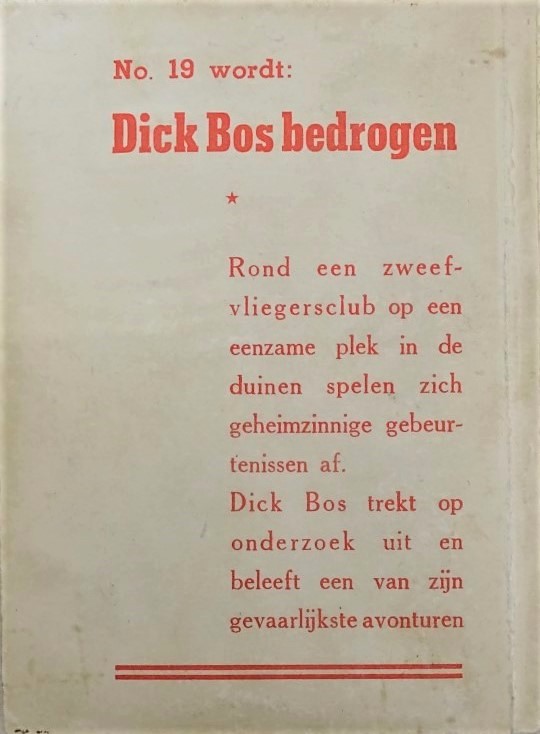 No. 19 wordt:
Dick Bos bedrogen
Rond een zweef-
vliegersclub op een
eenzame plek in de
duinen spelen zich
geheimzinnige gebeur-
tenissen af.
Dick Bos trekt op
onderzoek uit en
beleeft een van zijn
gevaarlijkste avonturen